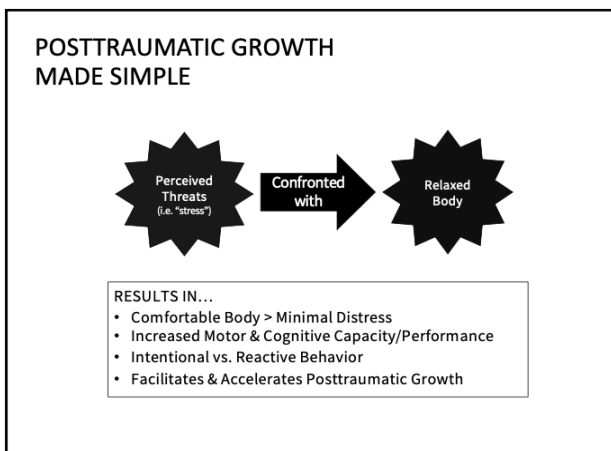 POSTTRAUMATIC GROWTH
MADE SIMPLE
Perceived
Threats
(i.e. “stress”)
Confronted
with
Relaxed
Body
RESULTS IN…
• Comfortable Body > Minimal Distress
• Increased Motor & Cognitive Capacity/Performance
• Intentional vs. Reactive Behavior
• Facilitates & Accelerates Posttraumatic Growth